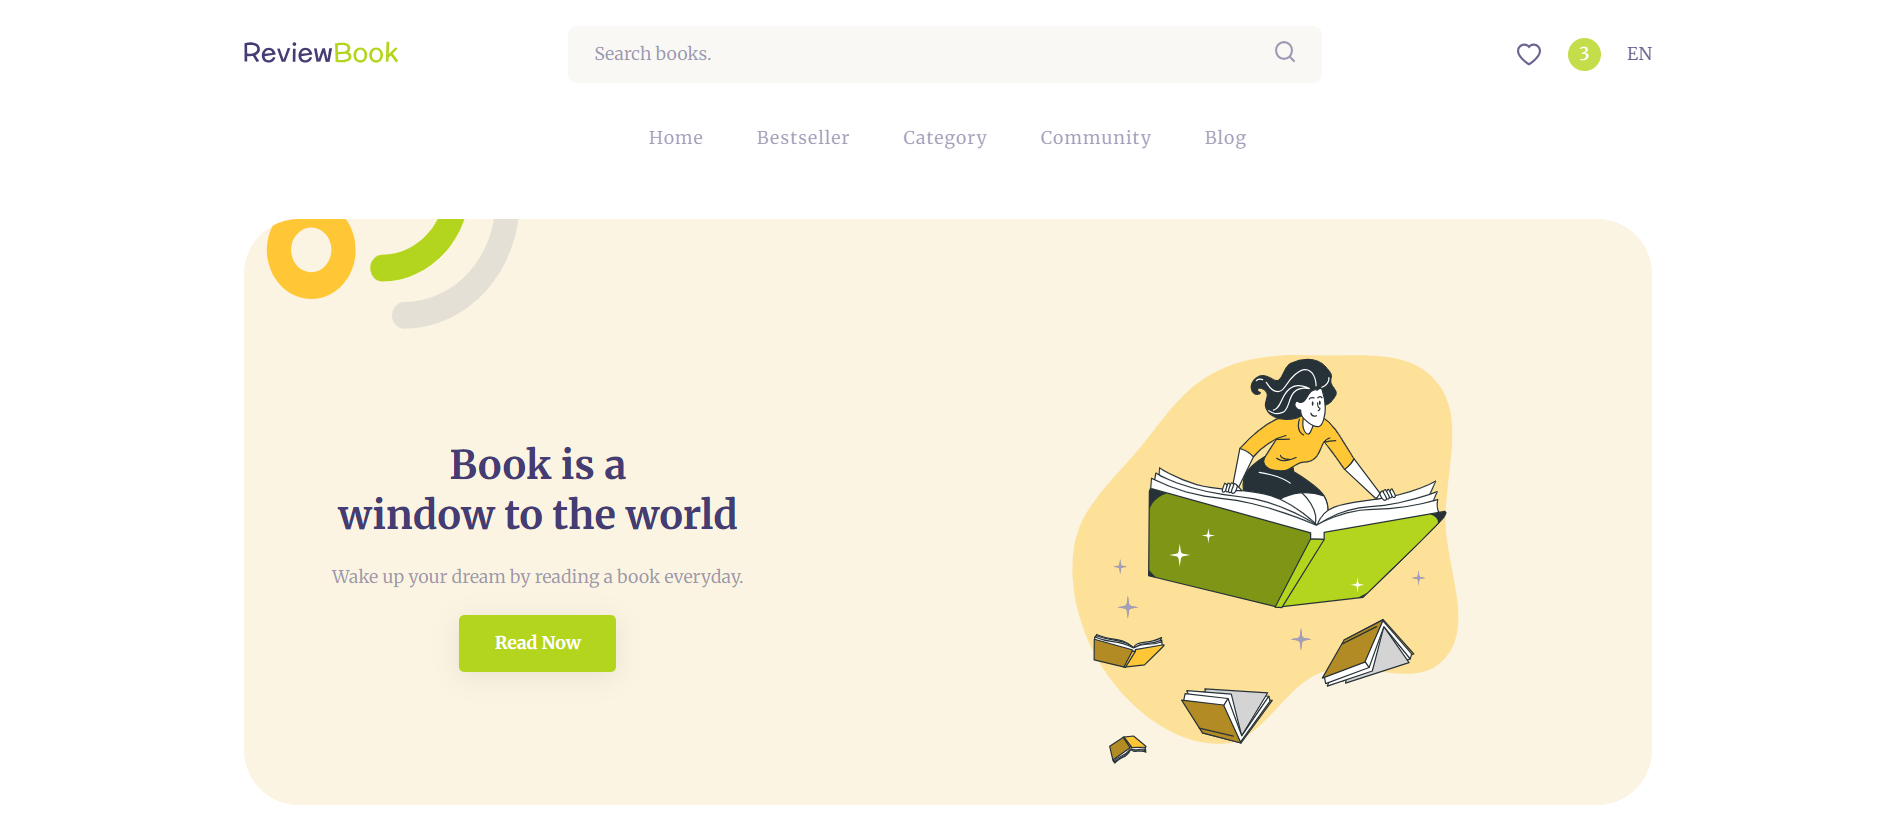 ReviewBook
Search books.
3
EN
Home
Bestseller
Category
Community
Blog
Book is a
window to the world
Wake up your dream by reading a book everyday.
Read Now